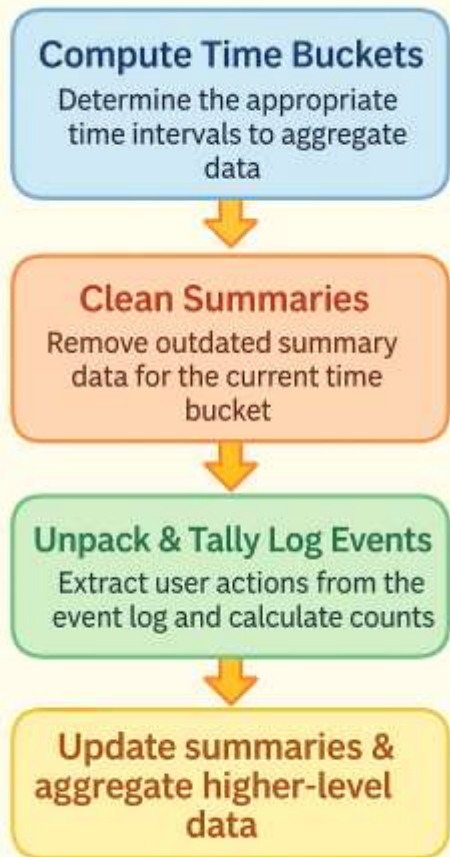 Compute Time Buckets
Determine the appropriate
time intervals to aggregate
data
Clean Summaries
Remove outdated summary
data for the current time
bucket
Unpack & Tally Log Events
Extract user actions from the
event log and calculate counts
Update summaries &
aggregate higher-level
data